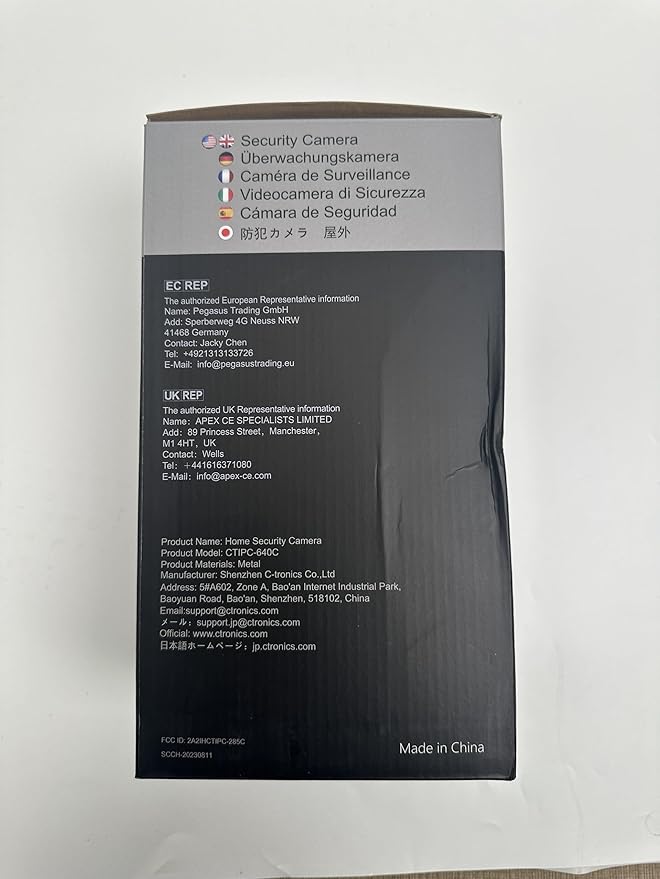 Security Camera
Überwachungskamera
Caméra de Surveillance
Videocamera di Sicurezza
Cámara de Seguridad
防犯カメラ 屋外
EC REP
The authorized European Representative information
Name: Pegasus Trading GmbH
Add: Sperberweg 4G Neuss NRW
41468 Germany
Contact: Jacky Chen
Tel: +4921313133726
E-Mail: info@pegasustrading.eu
UK REP
The authorized UK Representative information
Name: APEX CE SPECIALISTS LIMITED
Add: 89 Princess Street, Manchester,
M1 4HT, UK
Contact: Wells
Tel: +441616371080
E-Mail: info@apex-ce.com
Product Name: Home Security Camera
Product Model: CTIPC-640C
Product Materials: Metal
Manufacturer: Shenzhen C-tronics Co.,Ltd
Address: 5#A602, Zone A, Bao'an Internet Industrial Park,
Baoyuan Road, Bao'an, Shenzhen, 518102, China
Email:support@ctronics.com
メール: support.jp@ctronics.com
Official: www.ctronics.com
日本語ホームページ: jp.ctronics.com
FCC ID: 2A2IHCTIPC-285C
SCCH-20230811
Made in China